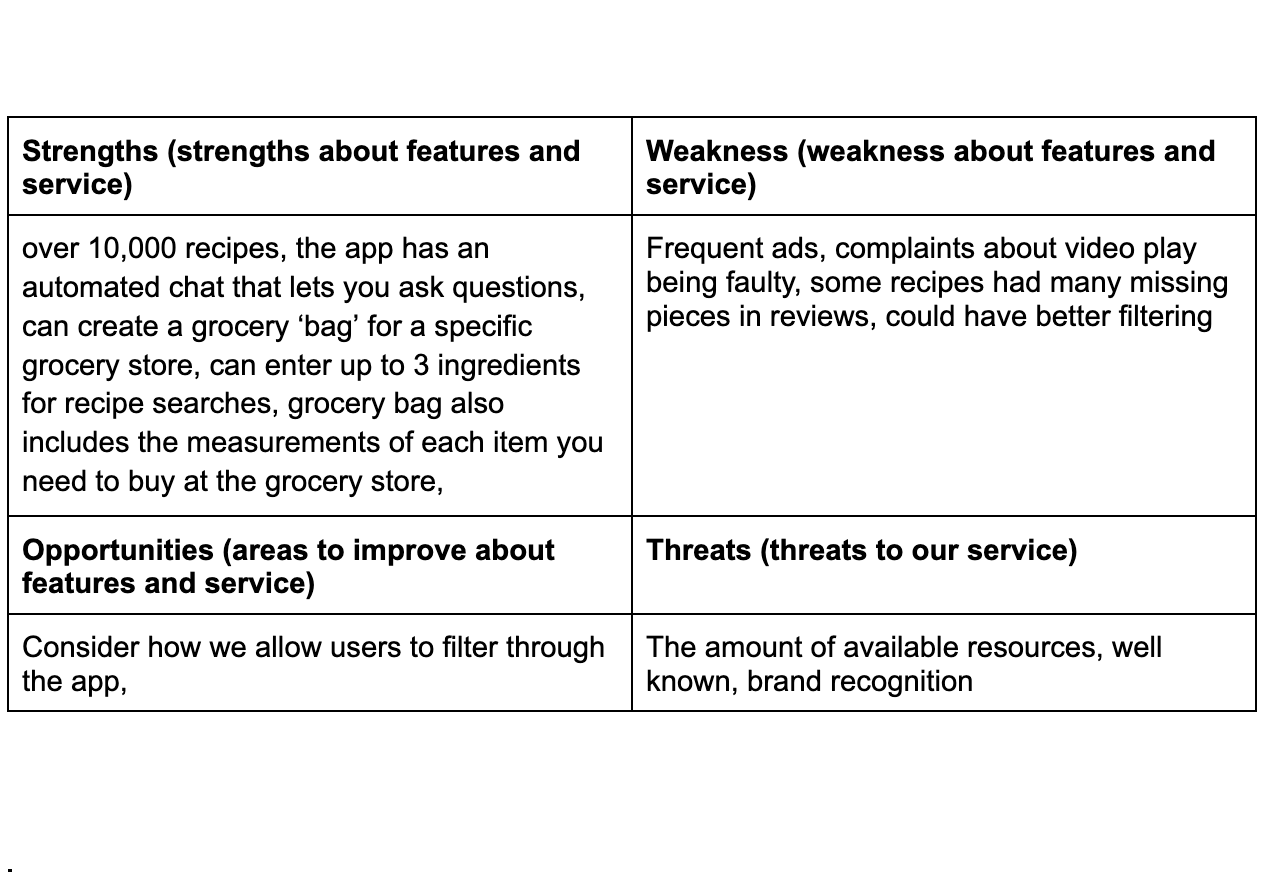 Strengths (strengths about features and
service)
Weakness (weakness about features and
service)
over 10,000 recipes, the app has an
automated chat that lets you ask questions,
can create a grocery ‘bag’ for a specific
grocery store, can enter up to 3 ingredients
for recipe searches, grocery bag also
includes the measurements of each item you
need to buy at the grocery store,
Frequent ads, complaints about video play
being faulty, some recipes had many missing
pieces in reviews, could have better filtering
Opportunities (areas to improve about
features and service)
Threats (threats to our service)
Consider how we allow users to filter through
the app,
The amount of available resources, well
known, brand recognition